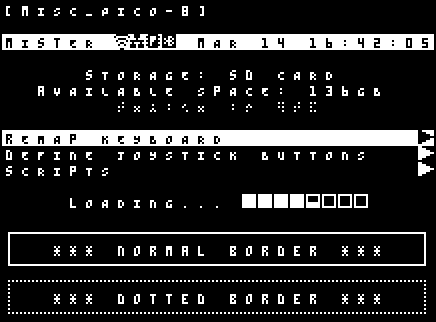 [Misc_pico-8]
MiSTer Mar 14 16:42:05
Storage: SD card
Available space: 136GB
Remap keyboard
Define joystick buttons
Scripts
Loading...
*** Normal border ***
*** Dotted border ***